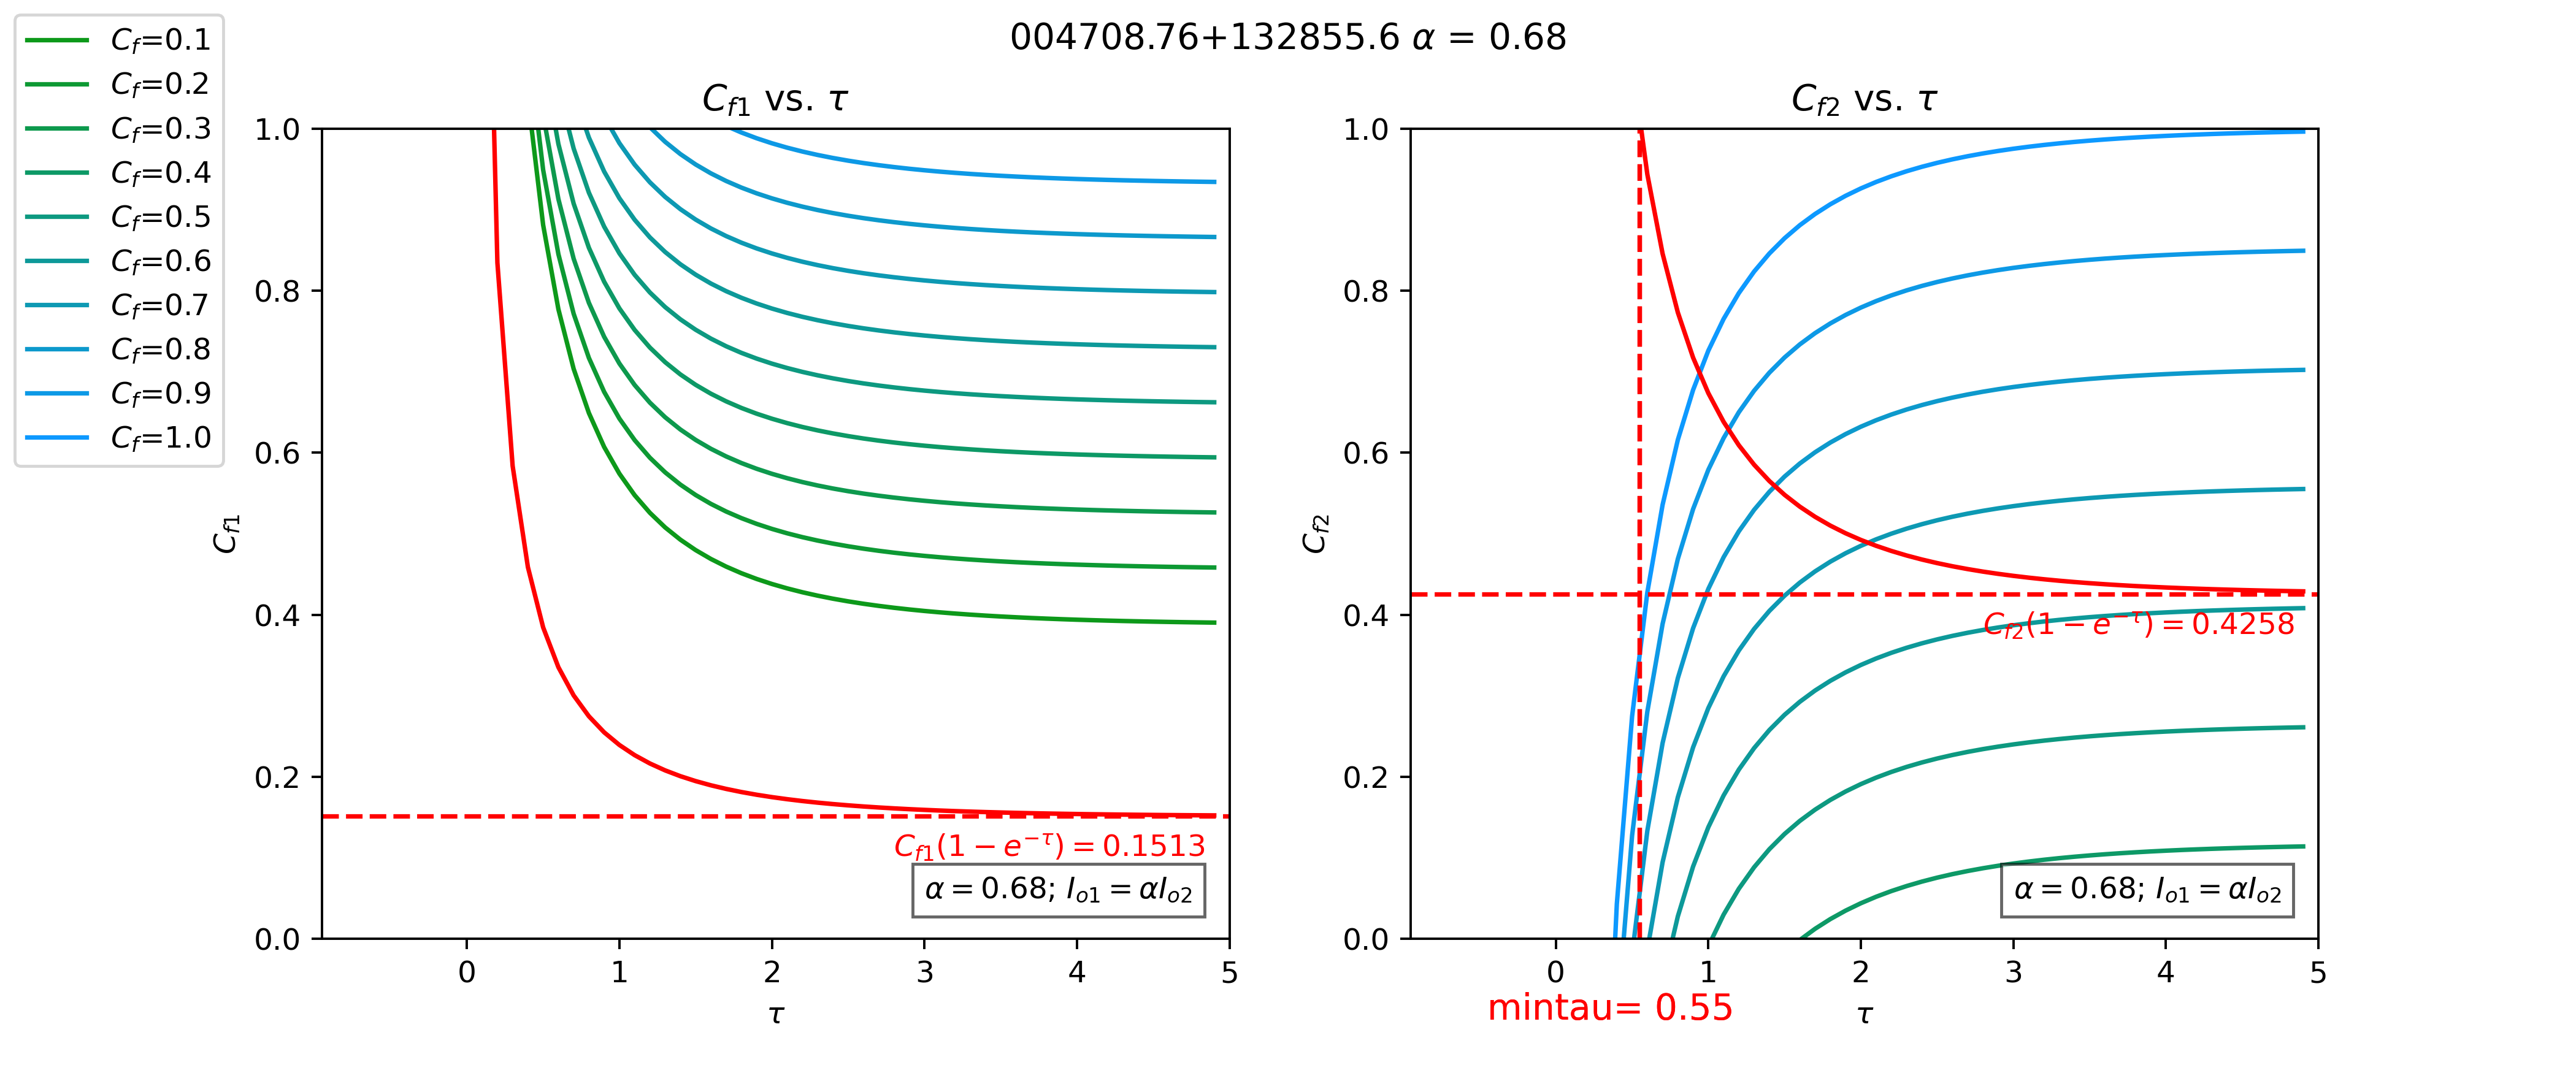 004708.76+132855.6 α = 0.68
C_f=0.1
C_f=0.2
C_f=0.3
C_f=0.4
C_f=0.5
C_f=0.6
C_f=0.7
C_f=0.8
C_f=0.9
C_f=1.0
C_f1 vs. τ
1.0
0.8
0.6
0.4
0.2
0.0
C_f1
C_f1(1 − e^−τ) = 0.1513
α = 0.68; I_o1 = αI_o2
0 1 2 3 4 5
τ
C_f2 vs. τ
1.0
0.8
0.6
0.4
0.2
0.0
C_f2
C_f2(1 − e^−τ) = 0.4258
α = 0.68; I_o1 = αI_o2
0 1 2 3 4 5
mintau= 0.55
τ